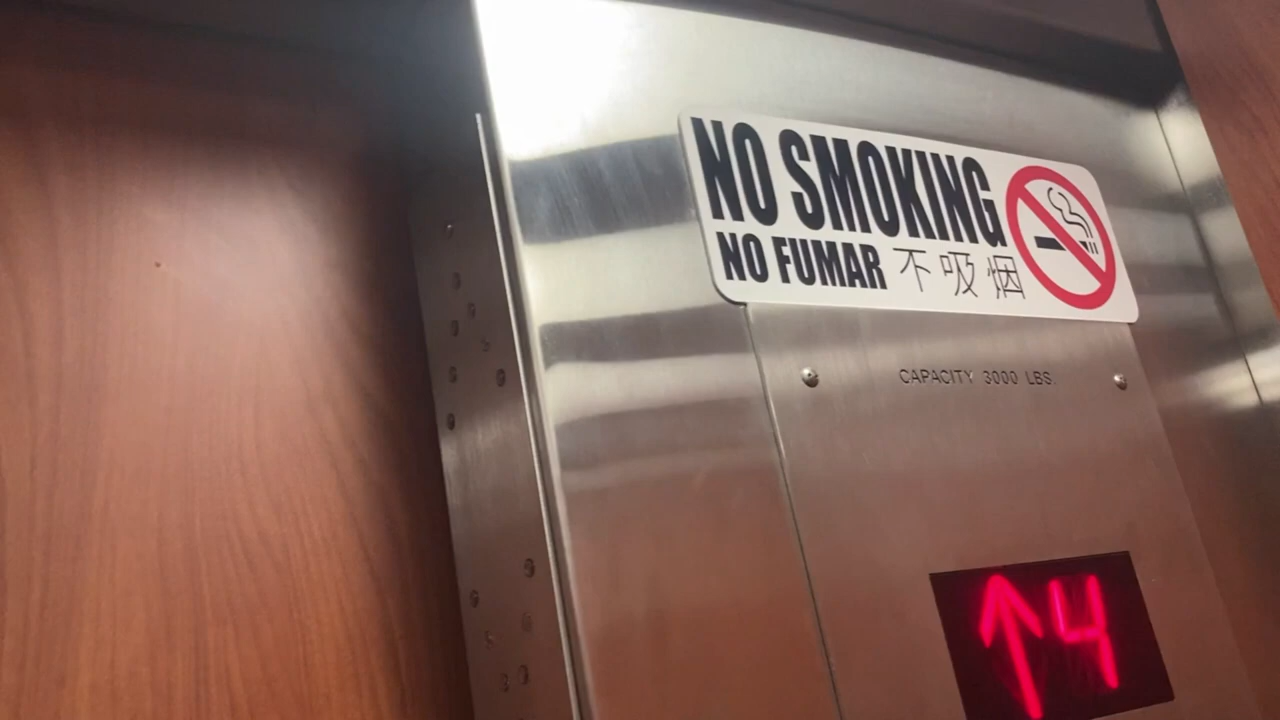 NO SMOKING
NO FUMAR 不吸烟
CAPACITY 3000 LBS.
↑4